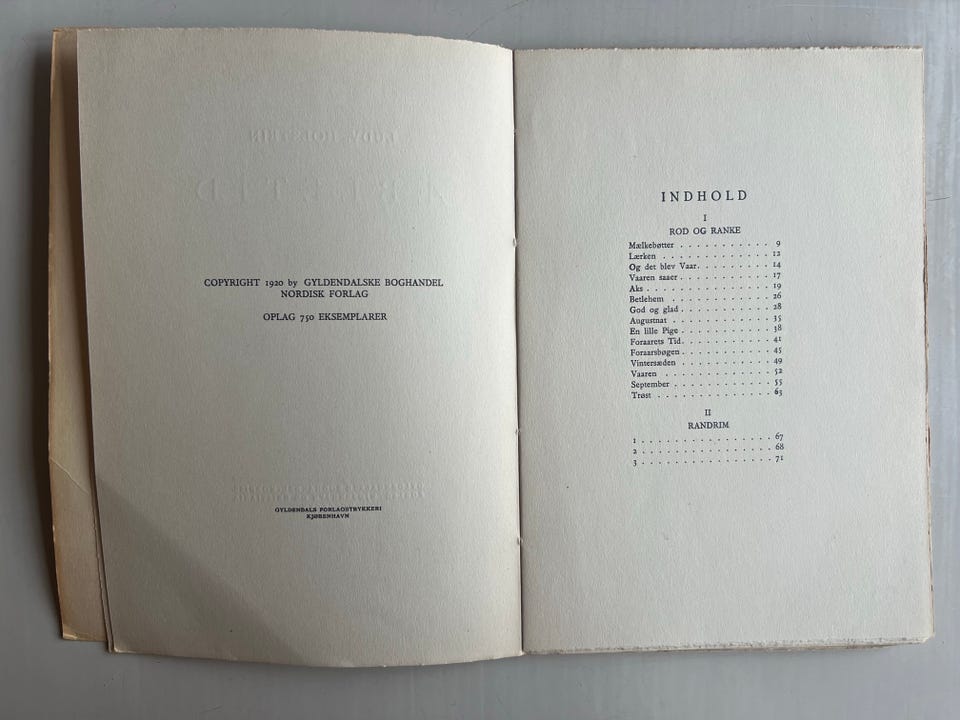 COPYRIGHT 1920 by GYLDENDALSKE BOGHANDEL
NORDISK FORLAG
OPLAG 750 EKSEMPLARER
GYLDENDALS FORLAGSTRYKKERI
KJØBENHAVN
INDHOLD
I
ROD OG RANKE
Mælkebøtter . . . . . . . . . . . 9
Lærken . . . . . . . . . . . . . 12
Og det blev Vaar. . . . . . . . . 14
Vaaren saaer . . . . . . . . . . . 17
Aks . . . . . . . . . . . . . . . 19
Betlehem . . . . . . . . . . . . 26
God og glad . . . . . . . . . . . 28
Augustnat . . . . . . . . . . . . 35
En lille Pige . . . . . . . . . . . 38
Foraarets Tid. . . . . . . . . . . 41
Foraarsbøgen . . . . . . . . . . . 45
Vintersæden . . . . . . . . . . . 49
Vaaren . . . . . . . . . . . . . 52
September . . . . . . . . . . . . 55
Trøst . . . . . . . . . . . . . . 63
II
RANDRIM
1 . . . . . . . . . . . . . . . . 67
2 . . . . . . . . . . . . . . . . 68
3 . . . . . . . . . . . . . . . . 71